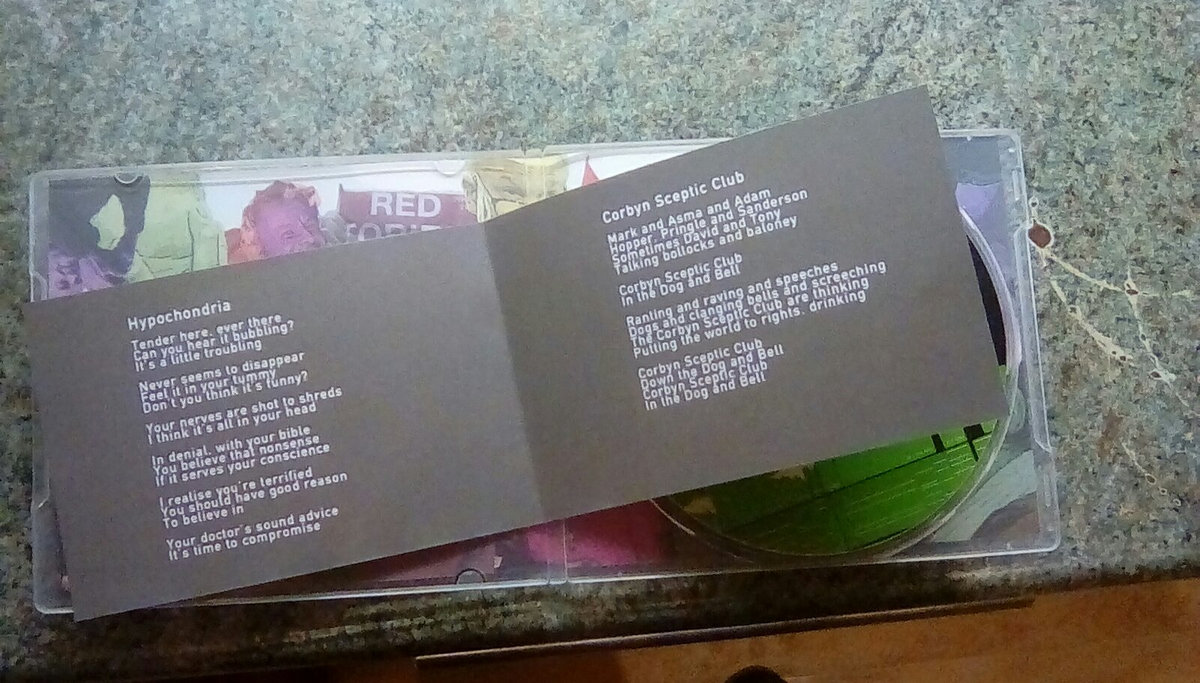 RED
Hypochondria
Tender here, ever there
Can you hear it bubbling?
It's a little troubling
Never seems to disappear
Feel it in your tummy
Don't you think it's funny?
Your nerves are shot to shreds
I think it's all in your head
In denial, with your bible
You believe that nonsense
If it serves your conscience
I realise you're terrified
You should have good reason
To believe in
Your doctor's sound advice
It's time to compromise
Corbyn Sceptic Club
Mark and Asma and Adam
Hopper, Pringle and Sanderson
Sometimes David and Tony
Talking bollocks and baloney
Corbyn Sceptic Club
In the Dog and Bell
Ranting and raving and speeches
Dogs and clanging bells and screeching
The Corbyn Sceptic Club are thinking
Putting the world to rights, drinking
Corbyn Sceptic Club
Down the Dog and Bell
Corbyn Sceptic Club
In the Dog and Bell